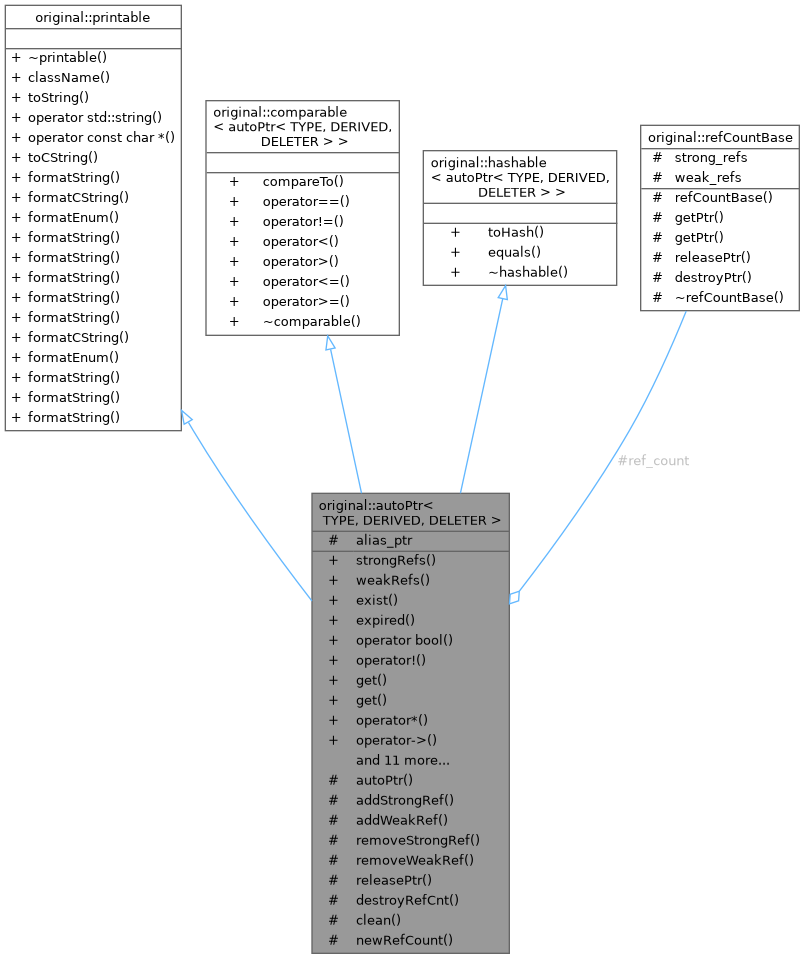 original::printable
+ ~printable()
+ className()
+ toString()
+ operator std::string()
+ operator const char *()
+ toCString()
+ formatString()
+ formatCString()
+ formatEnum()
+ formatString()
+ formatString()
+ formatString()
+ formatString()
+ formatString()
+ formatCString()
+ formatEnum()
+ formatString()
+ formatString()
+ formatString()
original::comparable
< autoPtr< TYPE, DERIVED,
DELETER > >
+ compareTo()
+ operator==()
+ operator!=()
+ operator<()
+ operator>()
+ operator<=()
+ operator>=()
+ ~comparable()
original::hashable
< autoPtr< TYPE, DERIVED,
DELETER > >
+ toHash()
+ equals()
+ ~hashable()
original::refCountBase
# strong_refs
# weak_refs
# refCountBase()
# getPtr()
# getPtr()
# releasePtr()
# destroyPtr()
# ~refCountBase()
#ref_count
original::autoPtr<
TYPE, DERIVED, DELETER >
# alias_ptr
+ strongRefs()
+ weakRefs()
+ exist()
+ expired()
+ operator bool()
+ operator!()
+ get()
+ get()
+ operator*()
+ operator->()
and 11 more...
# autoPtr()
# addStrongRef()
# addWeakRef()
# removeStrongRef()
# removeWeakRef()
# releasePtr()
# destroyRefCnt()
# clean()
# newRefCount()